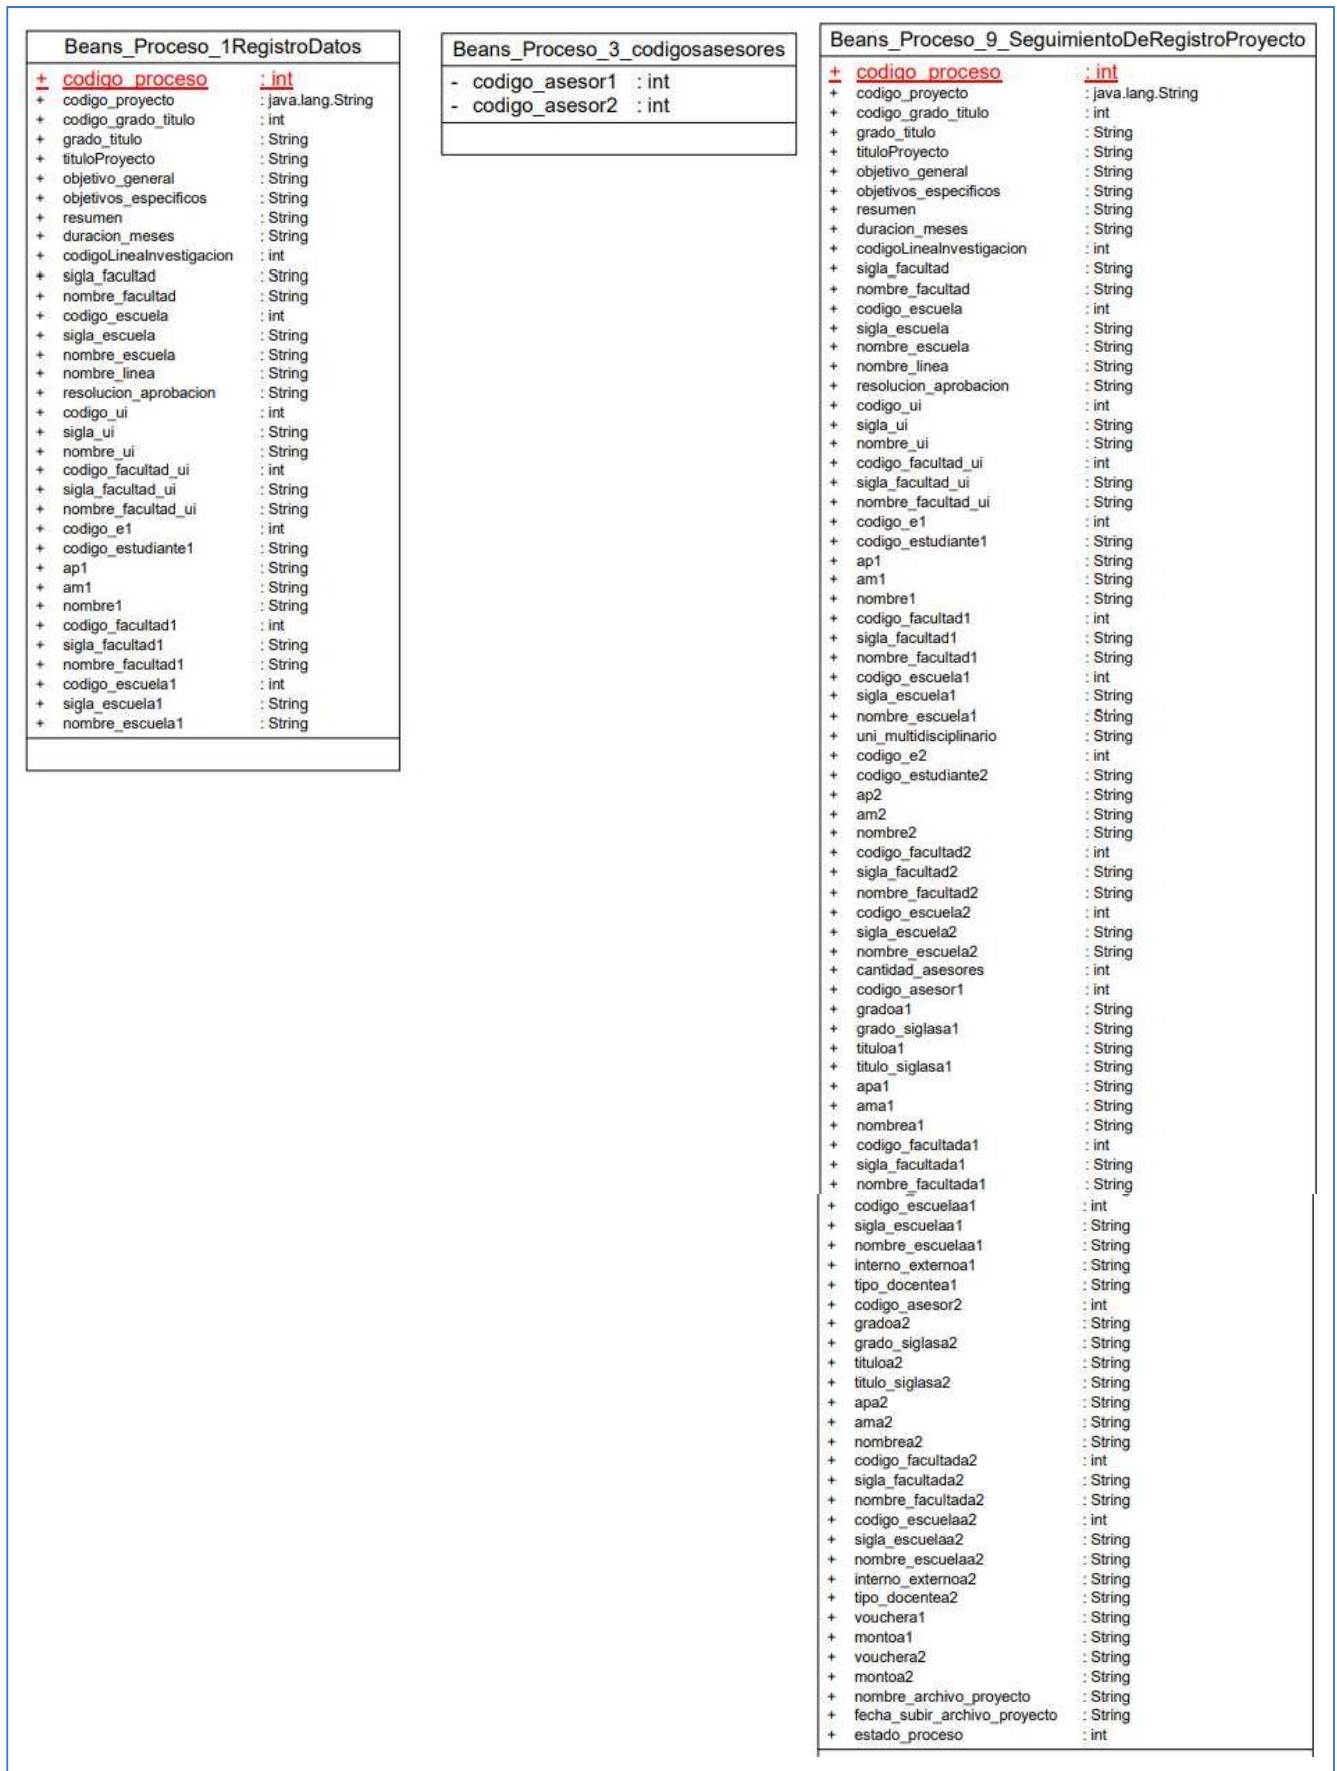 Beans_Proceso_1RegistroDatos
+ codigo_proceso : int
+ codigo_proyecto : java.lang.String
+ codigo_grado_titulo : int
+ grado_titulo : String
+ tituloProyecto : String
+ objetivo_general : String
+ objetivos_especificos : String
+ resumen : String
+ duracion_meses : String
+ codigoLineaInvestigacion : int
+ sigla_facultad : String
+ nombre_facultad : String
+ codigo_escuela : int
+ sigla_escuela : String
+ nombre_escuela : String
+ nombre_linea : String
+ resolucion_aprobacion : String
+ codigo_ui : int
+ sigla_ui : String
+ nombre_ui : String
+ codigo_facultad_ui : int
+ sigla_facultad_ui : String
+ nombre_facultad_ui : String
+ codigo_e1 : int
+ codigo_estudiante1 : String
+ ap1 : String
+ am1 : String
+ nombre1 : String
+ codigo_facultad1 : int
+ sigla_facultad1 : String
+ nombre_facultad1 : String
+ codigo_escuela1 : int
+ sigla_escuela1 : String
+ nombre_escuela1 : String
Beans_Proceso_3_codigosasesores
- codigo_asesor1 : int
- codigo_asesor2 : int
Beans_Proceso_9_SeguimientoDeRegistroProyecto
+ codigo_proceso : int
+ codigo_proyecto : java.lang.String
+ codigo_grado_titulo : int
+ grado_titulo : String
+ tituloProyecto : String
+ objetivo_general : String
+ objetivos_especificos : String
+ resumen : String
+ duracion_meses : String
+ codigoLineaInvestigacion : int
+ sigla_facultad : String
+ nombre_facultad : String
+ codigo_escuela : int
+ sigla_escuela : String
+ nombre_escuela : String
+ nombre_linea : String
+ resolucion_aprobacion : String
+ codigo_ui : int
+ sigla_ui : String
+ nombre_ui : String
+ codigo_facultad_ui : int
+ sigla_facultad_ui : String
+ nombre_facultad_ui : String
+ codigo_e1 : int
+ codigo_estudiante1 : String
+ ap1 : String
+ am1 : String
+ nombre1 : String
+ codigo_facultad1 : int
+ sigla_facultad1 : String
+ nombre_facultad1 : String
+ codigo_escuela1 : int
+ sigla_escuela1 : String
+ nombre_escuela1 : String
+ uni_multidisciplinario : String
+ codigo_e2 : int
+ codigo_estudiante2 : String
+ ap2 : String
+ am2 : String
+ nombre2 : String
+ codigo_facultad2 : int
+ sigla_facultad2 : String
+ nombre_facultad2 : String
+ codigo_escuela2 : int
+ sigla_escuela2 : String
+ nombre_escuela2 : String
+ cantidad_asesores : int
+ codigo_asesor1 : int
+ gradoa1 : String
+ grado_siglasa1 : String
+ tituloa1 : String
+ titulo_siglasa1 : String
+ apa1 : String
+ ama1 : String
+ nombrea1 : String
+ codigo_facultada1 : int
+ sigla_facultada1 : String
+ nombre_facultada1 : String
+ codigo_escuelaa1 : int
+ sigla_escuelaa1 : String
+ nombre_escuelaa1 : String
+ interno_externoa1 : String
+ tipo_docentea1 : String
+ codigo_asesor2 : int
+ gradoa2 : String
+ grado_siglasa2 : String
+ tituloa2 : String
+ titulo_siglasa2 : String
+ apa2 : String
+ ama2 : String
+ nombrea2 : String
+ codigo_facultada2 : int
+ sigla_facultada2 : String
+ nombre_facultada2 : String
+ codigo_escuelaa2 : int
+ sigla_escuelaa2 : String
+ nombre_escuelaa2 : String
+ interno_externoa2 : String
+ tipo_docentea2 : String
+ vouchera1 : String
+ montoa1 : String
+ vouchera2 : String
+ montoa2 : String
+ nombre_archivo_proyecto : String
+ fecha_subir_archivo_proyecto : String
+ estado_proceso : int